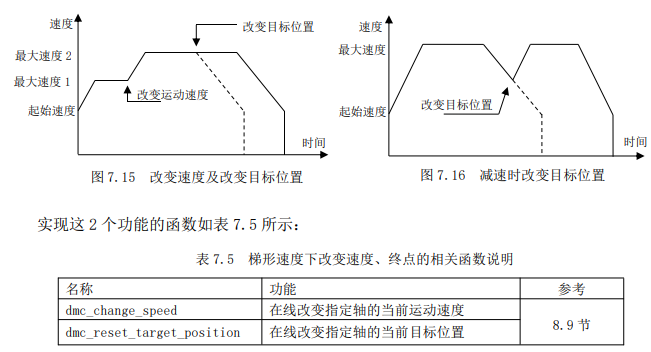 速度
改变目标位置
最大速度 2
最大速度 1
改变运动速度
起始速度
时间
图 7.15 改变速度及改变目标位置
速度
最大速度
改变目标位置
起始速度
时间
图 7.16 减速时改变目标位置
实现这 2 个功能的函数如表 7.5 所示：
表 7.5 梯形速度下改变速度、终点的相关函数说明
名称 功能 参考
dmc_change_speed 在线改变指定轴的当前运动速度
8.9 节
dmc_reset_target_position 在线改变指定轴的当前目标位置